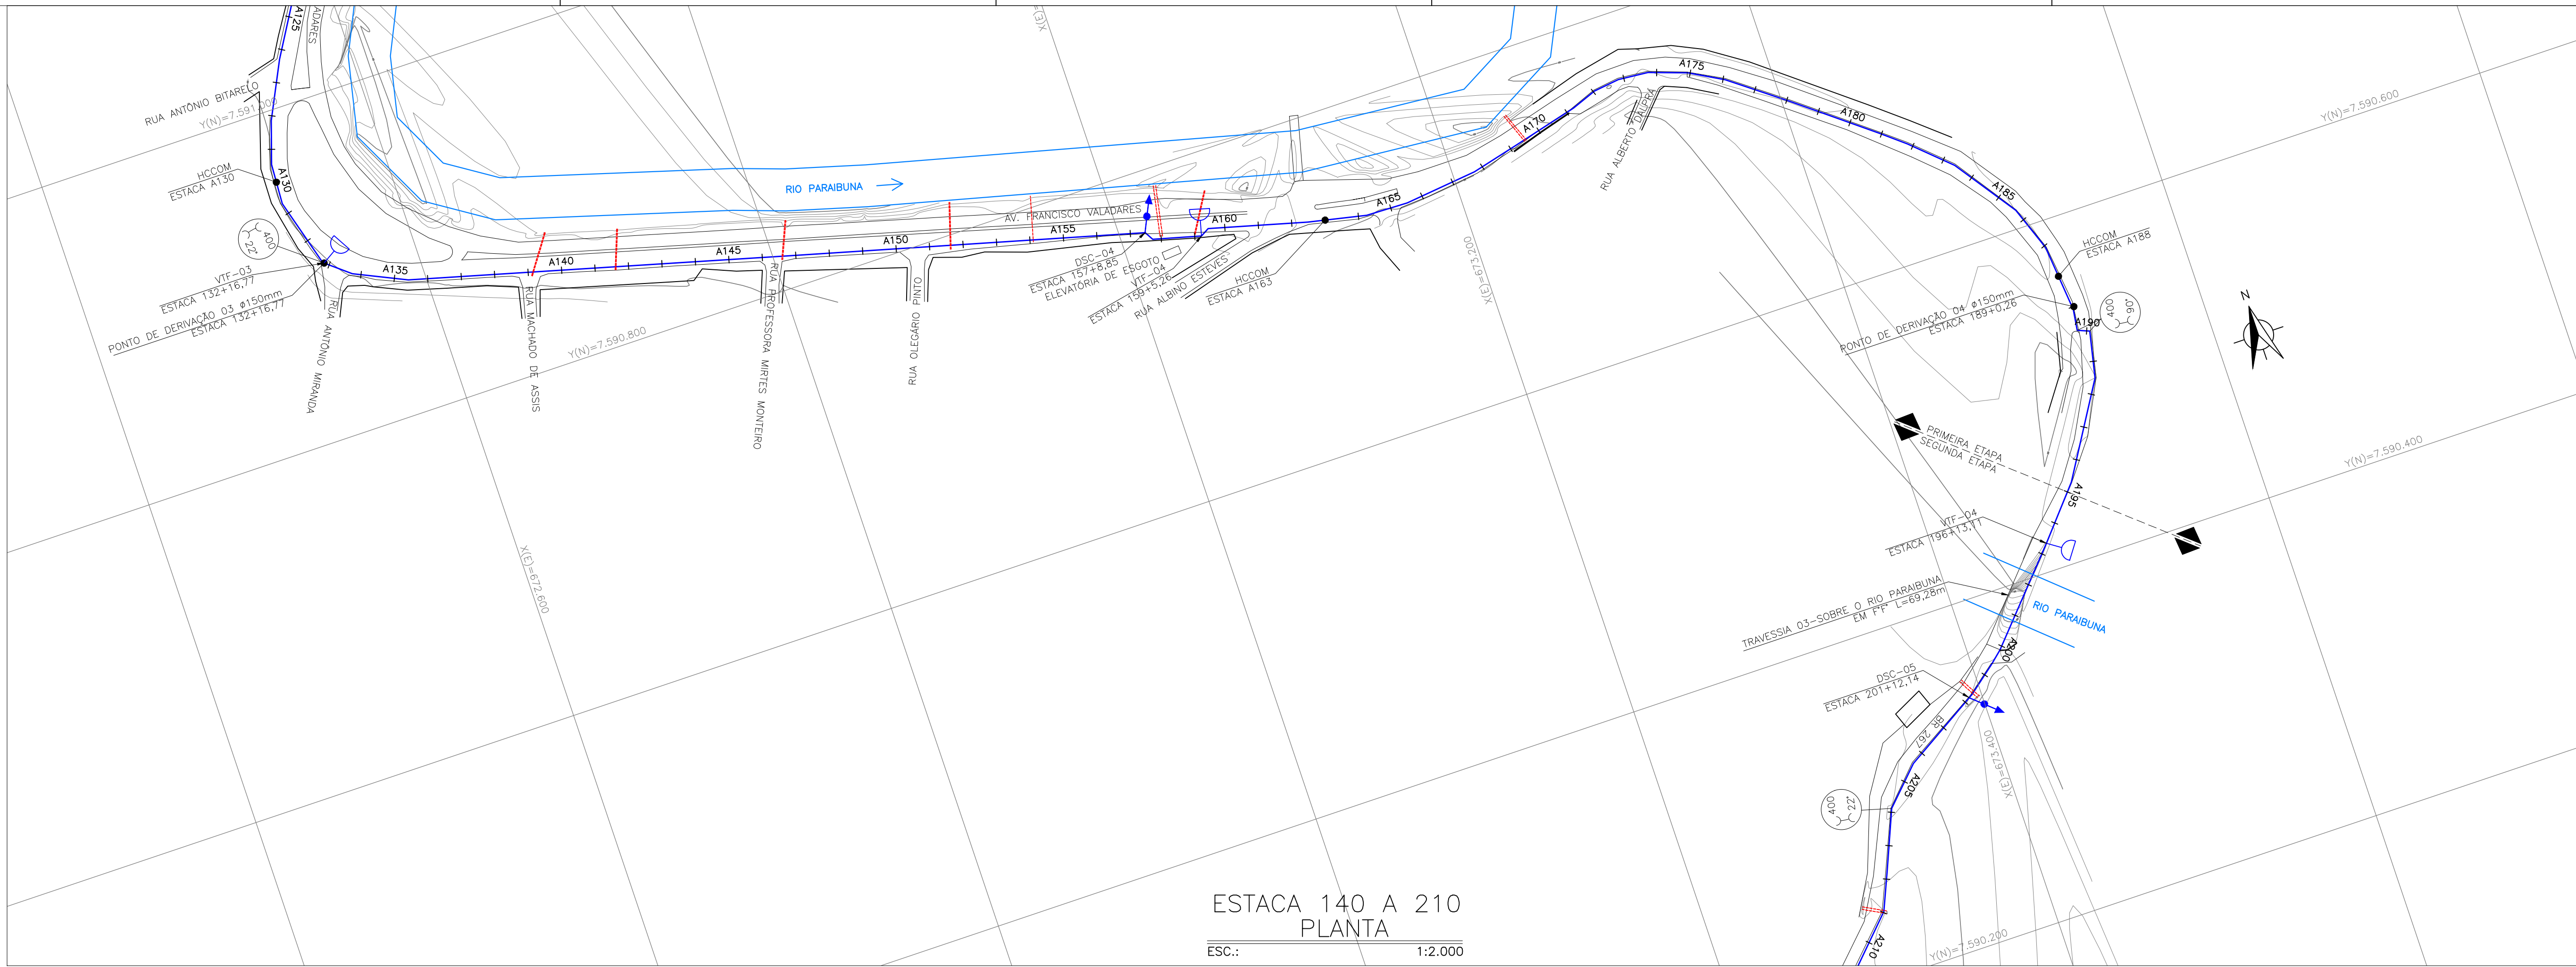 A125
ADARES
RUA ANTÔNIO BITARELO
Y(N)=7.591.000
HCCOM
ESTACA A130
A130
400
22°
VTF-03
ESTACA 132+16,77
PONTO DE DERIVAÇÃO 03 ø150mm
ESTACA 132+16,77
RUA ANTÔNIO MIRANDA
A135
A140
RUA MACHADO DE ASSIS
X(E)=672.600
Y(N)=7.590.800
A145
RUA PROFESSORA MIRTES MONTEIRO
RIO PARAIBUNA
A150
RUA OLEGÁRIO PINTO
AV. FRANCISCO VALADARES
A155
X(E)=
DSC-04
ESTACA 157+8,85
ELEVATÓRIA DE ESGOTO
VTF-04
ESTACA 159+5,26
RUA ALBINO ESTEVES
A160
HCCOM
ESTACA A163
A165
X(E)=673.200
A170
RUA ALBERTO DALPRÁ
A175
A180
A185
Y(N)=7.590.600
HCCOM
ESTACA A188
PONTO DE DERIVAÇÃO 04 ø150mm
ESTACA 189+0,26
A190
400
90°
N
PRIMEIRA ETAPA
SEGUNDA ETAPA
Y(N)=7.590.400
A195
VTF-04
ESTACA 196+13,11
TRAVESSIA 03-SOBRE O RIO PARAIBUNA
EM F°F° L=69,28m
RIO PARAIBUNA
A200
DSC-05
ESTACA 201+12,14
BR 267
X(E)=673.400
A205
400
22°
A210
Y(N)=7.590.200
ESTACA 140 A 210
PLANTA
ESC.: 1:2.000